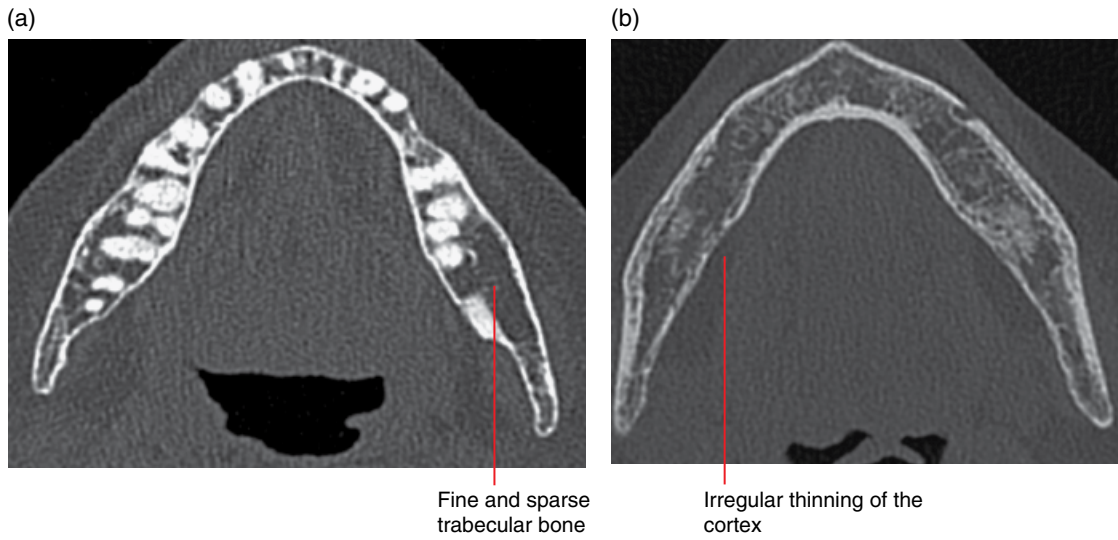 (a)
(b)
Fine and sparse
trabecular bone
Irregular thinning of the
cortex